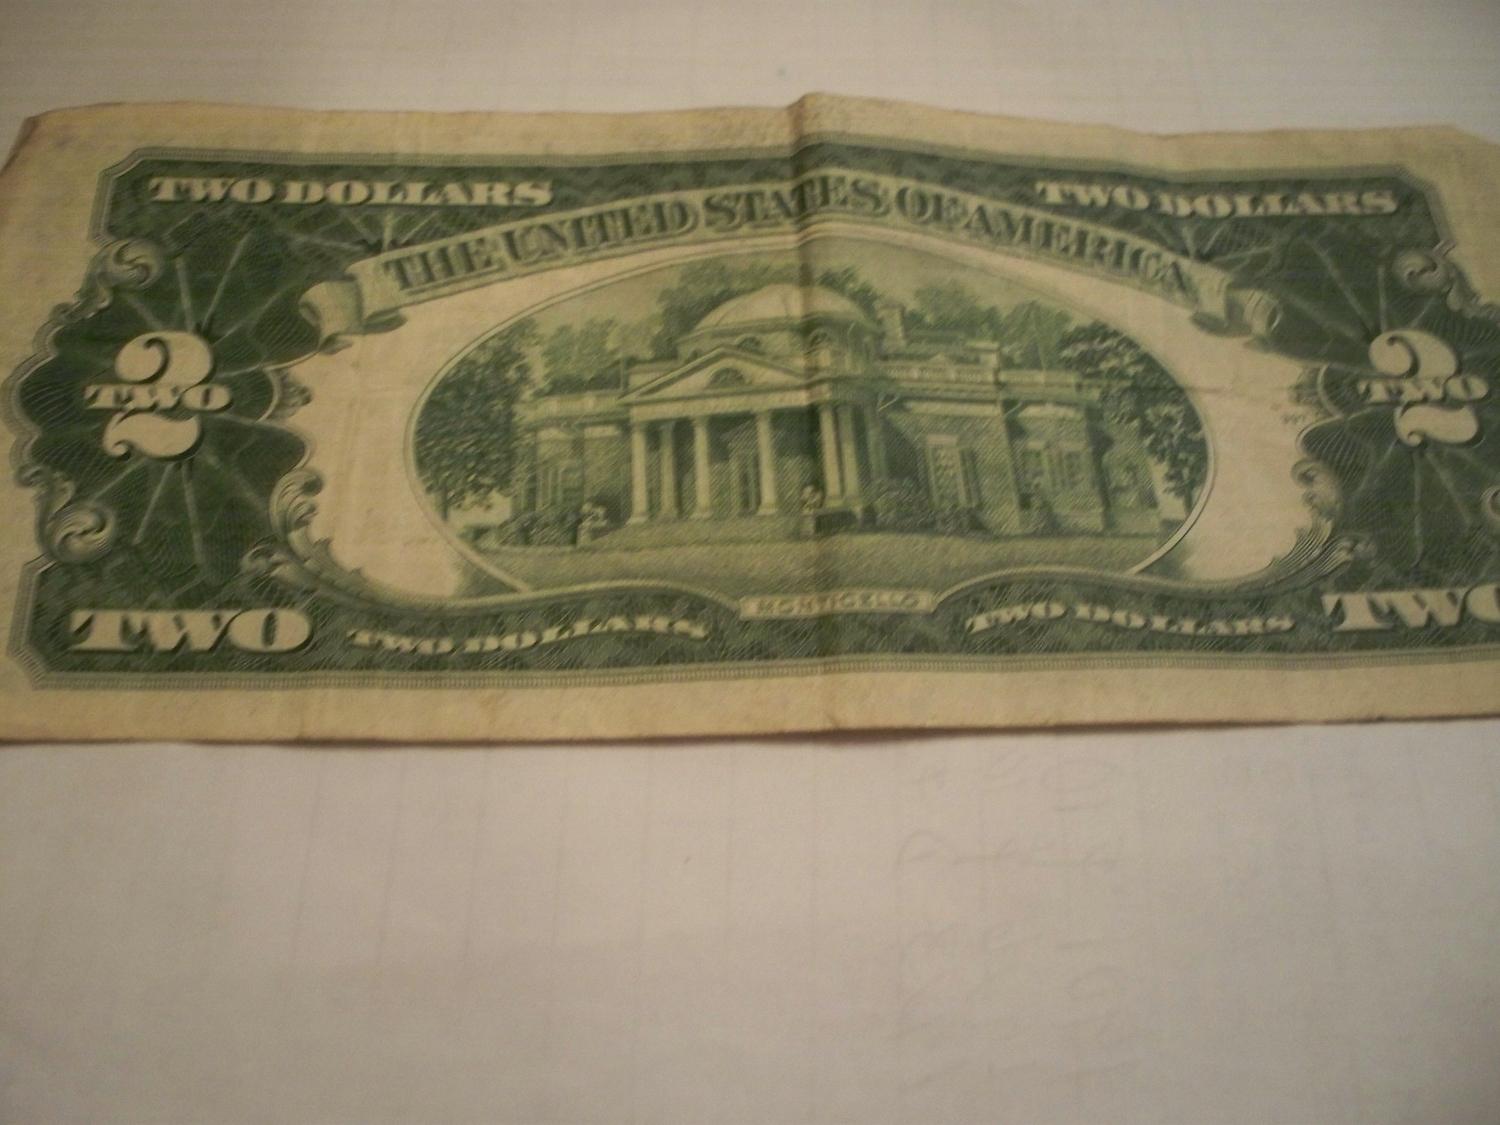 TWO DOLLARS
TWO DOLLARS
THE UNITED STATES OF AMERICA
2
TWO
2
TWO
MONTICELLO
TWO
TWO DOLLARS
TWO DOLLARS
TWO